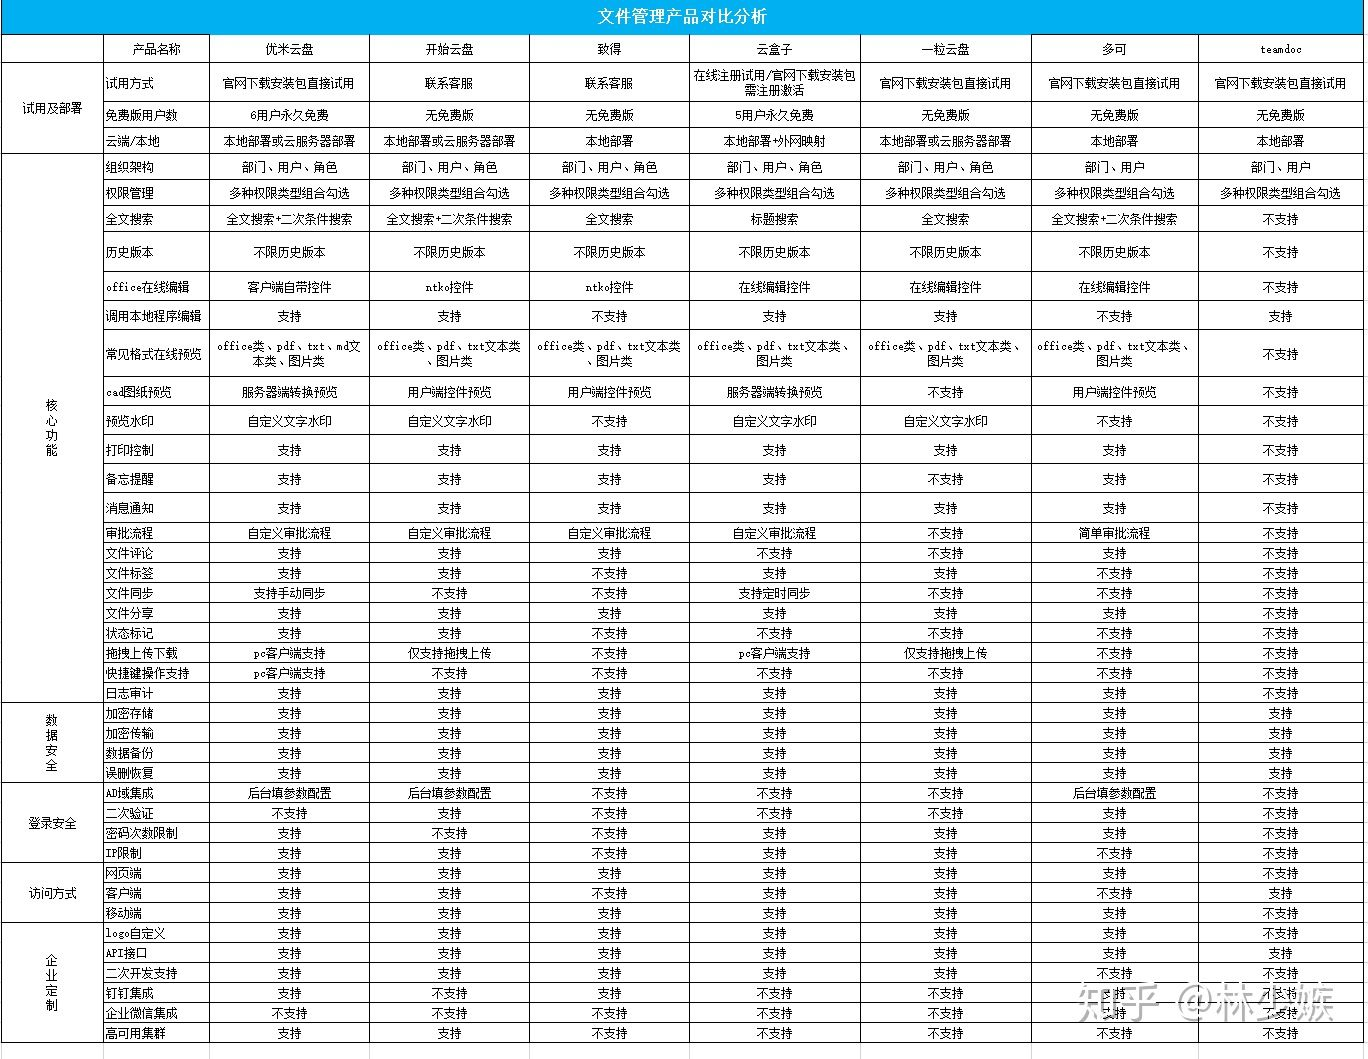 文件管理产品对比分析
产品名称 优米云盘 开始云盘 致得 云盒子 一粒云盘 多可 teamdoc
试用及部署
试用方式 官网下载安装包直接试用 联系客服 联系客服 在线注册试用/官网下载安装包 官网下载安装包直接试用 官网下载安装包直接试用 官网下载安装包直接试用
需注册激活
免费版用户数 6用户永久免费 无免费版 无免费版 5用户永久免费 无免费版 无免费版 无免费版
云端/本地 本地部署或云服务器部署 本地部署或云服务器部署 本地部署 本地部署+外网映射 本地部署或云服务器部署 本地部署 本地部署
核心功能
组织架构 部门、用户、角色 部门、用户、角色 部门、用户、角色 部门、用户、角色 部门、用户、角色 部门、用户 部门、用户
权限管理 多种权限类型组合勾选 多种权限类型组合勾选 多种权限类型组合勾选 多种权限类型组合勾选 多种权限类型组合勾选 多种权限类型组合勾选 多种权限类型组合勾选
全文搜索 全文搜索+二次条件搜索 全文搜索+二次条件搜索 全文搜索 标题搜索 全文搜索 全文搜索+二次条件搜索 不支持
历史版本 不限历史版本 不限历史版本 不限历史版本 不限历史版本 不限历史版本 不限历史版本 不支持
office在线编辑 客户端自带控件 ntko控件 ntko控件 在线编辑控件 在线编辑控件 在线编辑控件 不支持
调用本地程序编辑 支持 支持 不支持 支持 支持 不支持 支持
常见格式在线预览 office类、pdf、txt、md文 office类、pdf、txt文本类 office类、pdf、txt文本类 office类、pdf、txt文本类、 office类、pdf、txt文本类、 office类、pdf、txt文本类、 不支持
本类、图片类 、图片类 、图片类 图片类 图片类 图片类
cad图纸预览 服务器端转换预览 用户端控件预览 用户端控件预览 服务器端转换预览 不支持 用户端控件预览 不支持
预览水印 自定义文字水印 自定义文字水印 不支持 自定义文字水印 自定义文字水印 不支持 不支持
打印控制 支持 支持 支持 支持 支持 支持 不支持
备忘提醒 支持 支持 支持 支持 不支持 支持 不支持
消息通知 支持 支持 支持 支持 支持 支持 不支持
审批流程 自定义审批流程 自定义审批流程 自定义审批流程 自定义审批流程 不支持 简单审批流程 不支持
文件评论 支持 支持 支持 不支持 不支持 支持 不支持
文件标签 支持 支持 不支持 支持 支持 不支持 不支持
文件同步 支持手动同步 不支持 不支持 支持定时同步 不支持 不支持 不支持
文件分享 支持 支持 支持 支持 支持 支持 不支持
状态标记 支持 支持 不支持 不支持 不支持 不支持 不支持
拖拽上传下载 pc客户端支持 仅支持拖拽上传 不支持 pc客户端支持 仅支持拖拽上传 不支持 不支持
快捷键操作支持 pc客户端支持 不支持 不支持 不支持 不支持 不支持 不支持
日志审计 支持 支持 支持 支持 支持 支持 不支持
数据安全
加密存储 支持 支持 支持 支持 支持 支持 支持
加密传输 支持 支持 支持 支持 支持 支持 支持
数据备份 支持 支持 支持 支持 支持 支持 支持
误删恢复 支持 支持 支持 支持 支持 支持 支持
登录安全
AD域集成 后台填参数配置 后台填参数配置 不支持 不支持 不支持 后台填参数配置 不支持
二次验证 不支持 支持 不支持 不支持 不支持 支持 不支持
密码次数限制 支持 不支持 不支持 支持 支持 支持 不支持
IP限制 支持 支持 不支持 支持 支持 不支持 不支持
访问方式
网页端 支持 支持 支持 支持 支持 支持 不支持
客户端 支持 支持 不支持 支持 支持 不支持 支持
移动端 支持 支持 支持 支持 支持 支持 不支持
企业定制
logo自定义 支持 支持 支持 支持 支持 支持 不支持
API接口 支持 支持 支持 支持 支持 支持 支持
二次开发支持 支持 支持 支持 支持 支持 不支持 不支持
钉钉集成 支持 不支持 支持 不支持 不支持 支持 不支持
企业微信集成 不支持 不支持 不支持 不支持 不支持 支持 不支持
高可用集群 支持 支持 不支持 不支持 不支持 不支持 不支持
知乎 @林少嫉